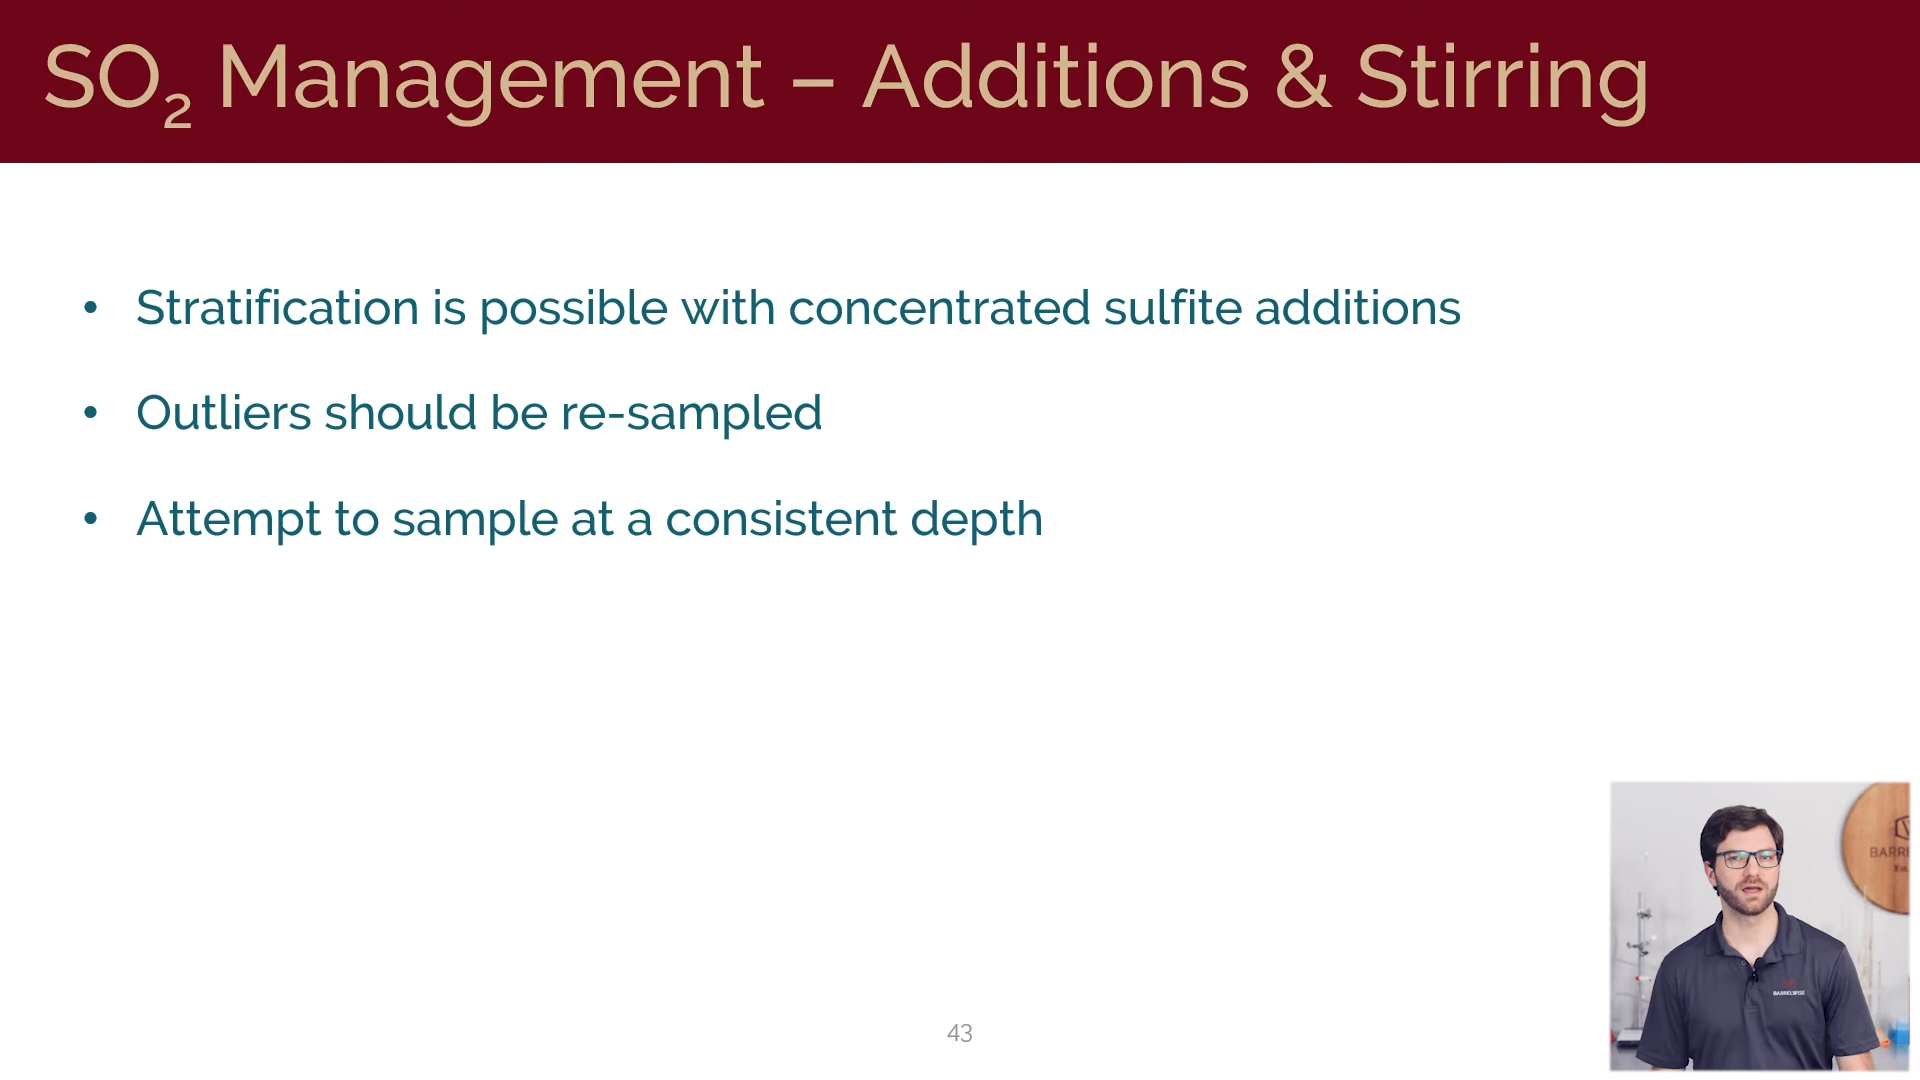 SO₂ Management – Additions & Stirring
• Stratification is possible with concentrated sulfite additions
• Outliers should be re-sampled
• Attempt to sample at a consistent depth
BARRELWISE
43